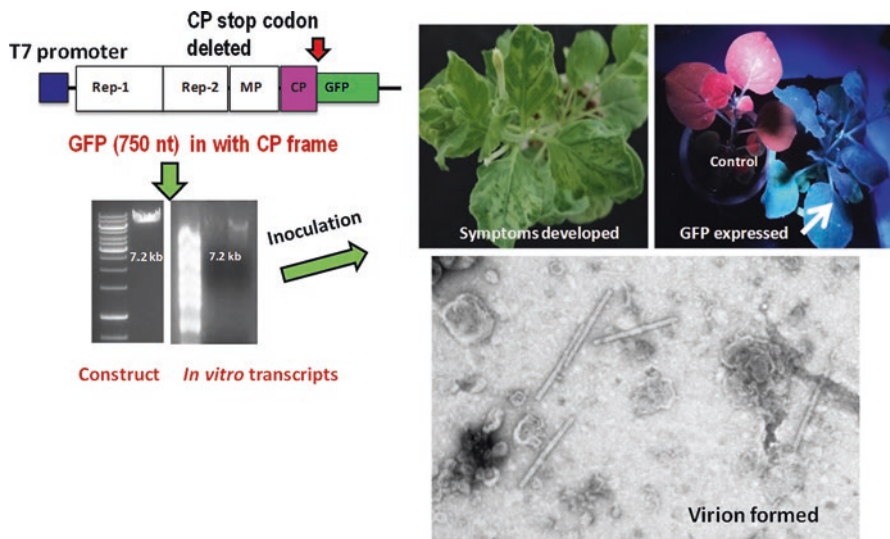 CP stop codon
deleted
T7 promoter
Rep-1
Rep-2
MP
CP
GFP
GFP (750 nt) in with CP frame
7.2 kb
7.2 kb
Inoculation
Construct
In vitro transcripts
Symptoms developed
Control
GFP expressed
Virion formed